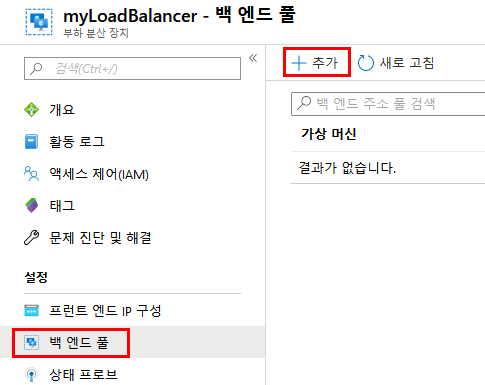 myLoadBalancer - 백 엔드 풀
부하 분산 장치
검색(Ctrl+/)
«
개요
활동 로그
액세스 제어(IAM)
태그
문제 진단 및 해결
설정
프런트 엔드 IP 구성
백 엔드 풀
상태 프로브
+ 추가
새로 고침
백 엔드 주소 풀 검색
가상 머신
결과가 없습니다.